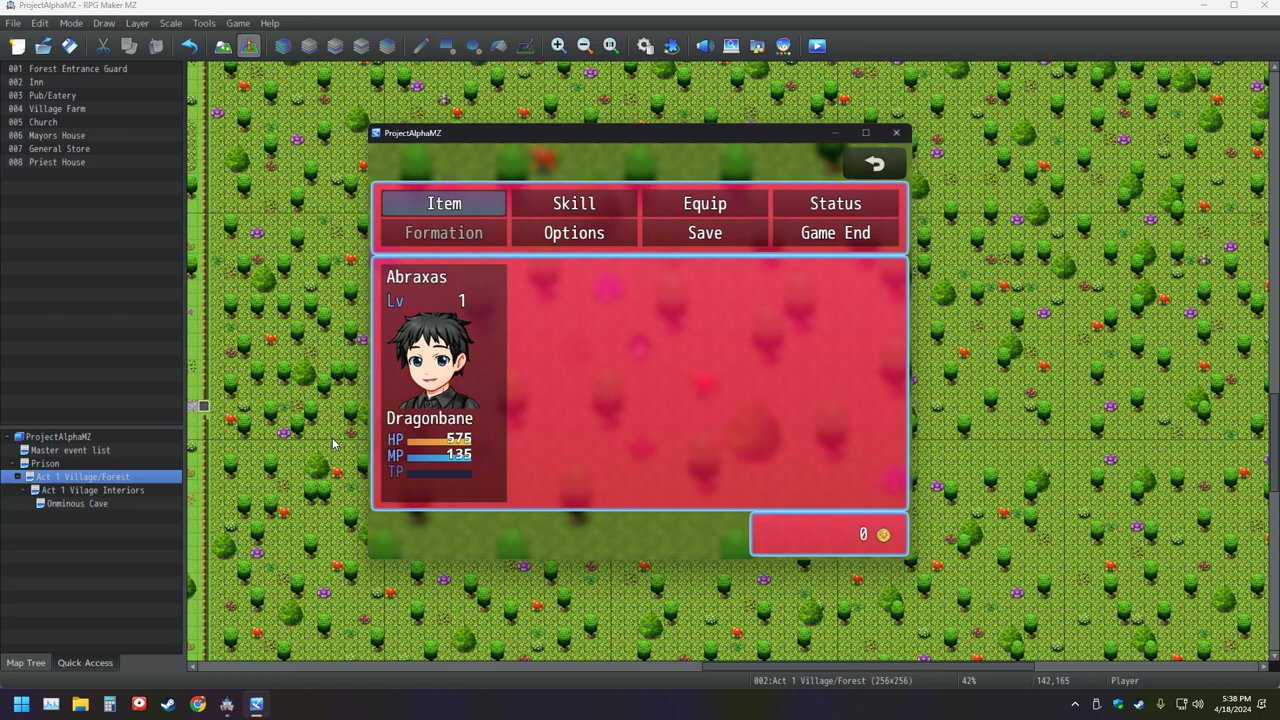 ProjectAlphaMZ - RPG Maker MZ
File Edit Mode Draw Layer Scale Tools Game Help
001 Forest Entrance Guard
002 Inn
003 Pub/Eatery
004 Village Farm
005 Church
006 Mayors House
007 General Store
008 Priest House
ProjectAlphaMZ
Item Skill Equip Status
Formation Options Save Game End
Abraxas
Lv 1
Dragonbane
HP 575
MP 135
TP
0
ProjectAlphaMZ
Master event list
Prison
Act 1 Village/Forest
Act 1 Vilage Interiors
Onminous Cave
Map Tree Quick Access
002:Act 1 Village/Forest (256x256) 42% 142,165 Player
5:38 PM
4/18/2024